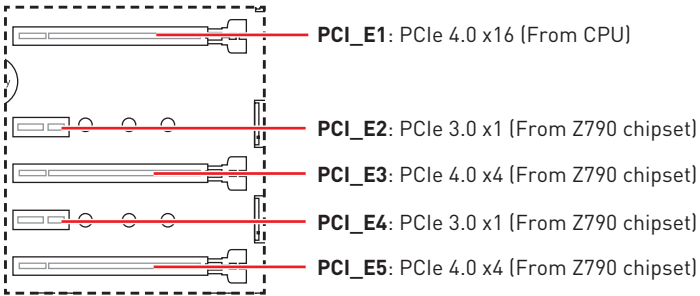 PCI_E1: PCIe 4.0 x16 (From CPU)
PCI_E2: PCIe 3.0 x1 (From Z790 chipset)
PCI_E3: PCIe 4.0 x4 (From Z790 chipset)
PCI_E4: PCIe 3.0 x1 (From Z790 chipset)
PCI_E5: PCIe 4.0 x4 (From Z790 chipset)